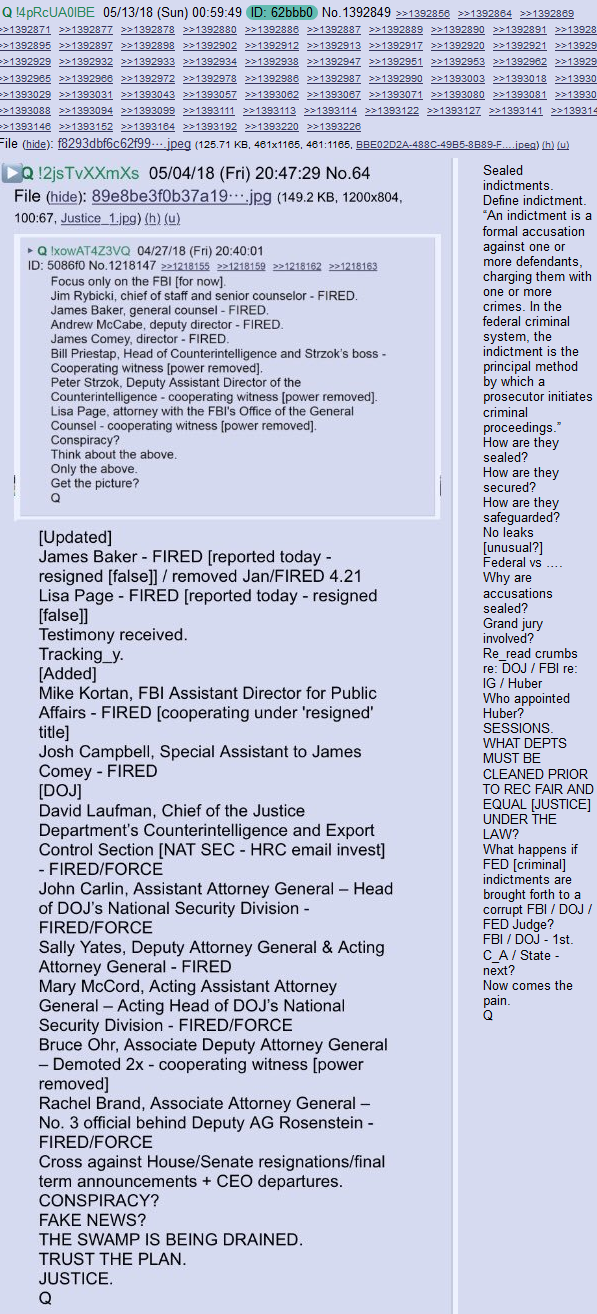 Q !4pRcUA0lBE 05/13/18 (Sun) 00:59:49 ID: 62bbb0 No.1392849 >>1392856 >>1392864 >>1392869
>>1392871 >>1392877 >>1392878 >>1392880 >>1392886 >>1392887 >>1392889 >>1392890 >>1392891 >>13928
>>1392895 >>1392897 >>1392898 >>1392902 >>1392912 >>1392913 >>1392917 >>1392920 >>1392921 >>13929
>>1392929 >>1392932 >>1392933 >>1392934 >>1392938 >>1392947 >>1392951 >>1392953 >>1392962 >>13929
>>1392965 >>1392966 >>1392972 >>1392978 >>1392986 >>1392987 >>1392990 >>1393003 >>1393018 >>13930
>>1393029 >>1393031 >>1393043 >>1393057 >>1393062 >>1393067 >>1393071 >>1393080 >>1393081 >>13930
>>1393088 >>1393094 >>1393099 >>1393111 >>1393113 >>1393114 >>1393122 >>1393127 >>1393141 >>139314
>>1393146 >>1393152 >>1393164 >>1393192 >>1393220 >>1393226
File (hide): f8293dbf6c62f99⋯.jpeg (125.71 KB, 461x1165, 461:1165, BBE02D2A-488C-49B5-8B89-F….jpeg) (h) (u)
Q !2jsTvXXmXs 05/04/18 (Fri) 20:47:29 No.64
File (hide): 89e8be3f0b37a19⋯.jpg (149.2 KB, 1200x804,
100:67, Justice_1.jpg) (h) (u)
Q !xowAT4Z3VQ 04/27/18 (Fri) 20:40:01
ID: 5086f0 No.1218147 >>1218155 >>1218159 >>1218162 >>1218163
Focus only on the FBI [for now].
Jim Rybicki, chief of staff and senior counselor - FIRED.
James Baker, general counsel - FIRED.
Andrew McCabe, deputy director - FIRED.
James Comey, director - FIRED.
Bill Priestap, Head of Counterintelligence and Strzok's boss -
Cooperating witness [power removed].
Peter Strzok, Deputy Assistant Director of the
Counterintelligence - cooperating witness [power removed].
Lisa Page, attorney with the FBI's Office of the General
Counsel - cooperating witness [power removed].
Conspiracy?
Think about the above.
Only the above.
Get the picture?
Q
[Updated]
James Baker - FIRED [reported today -
resigned [false]] / removed Jan/FIRED 4.21
Lisa Page - FIRED [reported today - resigned
[false]]
Testimony received.
Tracking_y.
[Added]
Mike Kortan, FBI Assistant Director for Public
Affairs - FIRED [cooperating under 'resigned'
title]
Josh Campbell, Special Assistant to James
Comey - FIRED
[DOJ]
David Laufman, Chief of the Justice
Department's Counterintelligence and Export
Control Section [NAT SEC - HRC email invest]
- FIRED/FORCE
John Carlin, Assistant Attorney General – Head
of DOJ's National Security Division -
FIRED/FORCE
Sally Yates, Deputy Attorney General & Acting
Attorney General - FIRED
Mary McCord, Acting Assistant Attorney
General – Acting Head of DOJ's National
Security Division - FIRED/FORCE
Bruce Ohr, Associate Deputy Attorney General
– Demoted 2x - cooperating witness [power
removed]
Rachel Brand, Associate Attorney General –
No. 3 official behind Deputy AG Rosenstein -
FIRED/FORCE
Cross against House/Senate resignations/final
term announcements + CEO departures.
CONSPIRACY?
FAKE NEWS?
THE SWAMP IS BEING DRAINED.
TRUST THE PLAN.
JUSTICE.
Q
Sealed
indictments.
Define indictment.
“An indictment is a
formal accusation
against one or
more defendants,
charging them with
one or more
crimes. In the
federal criminal
system, the
indictment is the
principal method
by which a
prosecutor initiates
criminal
proceedings.”
How are they
sealed?
How are they
secured?
How are they
safeguarded?
No leaks
[unusual?]
Federal vs ….
Why are
accusations
sealed?
Grand jury
involved?
Re_read crumbs
re: DOJ / FBI re:
IG / Huber
Who appointed
Huber?
SESSIONS.
WHAT DEPTS
MUST BE
CLEANED PRIOR
TO REC FAIR AND
EQUAL [JUSTICE]
UNDER THE
LAW?
What happens if
FED [criminal]
indictments are
brought forth to a
corrupt FBI / DOJ /
FED Judge?
FBI / DOJ - 1st.
C_A / State -
next?
Now comes the
pain.
Q